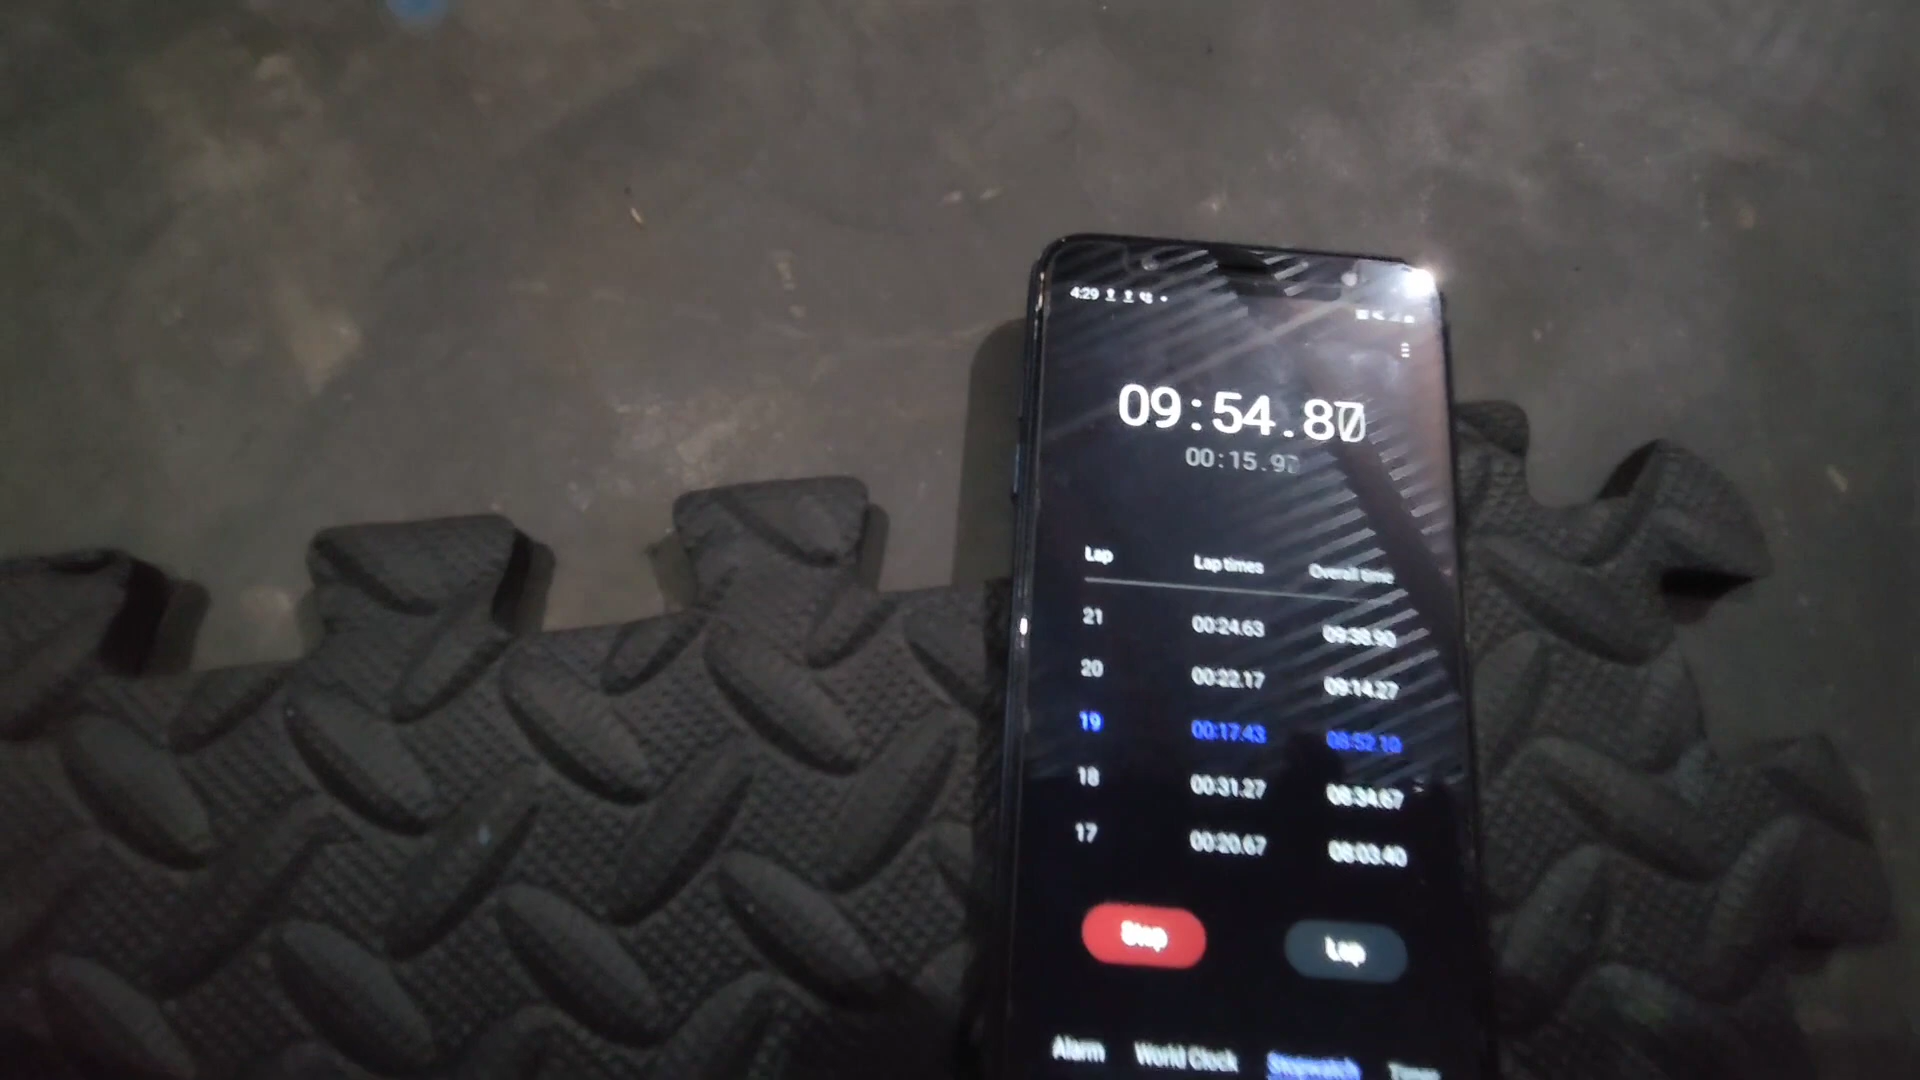 4:29
09:54.80
00:15.9
Lap Lap times Overall time
21 00:24.63 09:38.90
20 00:22.17 09:14.27
19 00:17.43 08:52.10
18 00:31.27 08:34.67
17 00:20.67 08:03.40
Stop Lap
Alarm World Clock Stopwatch Timer